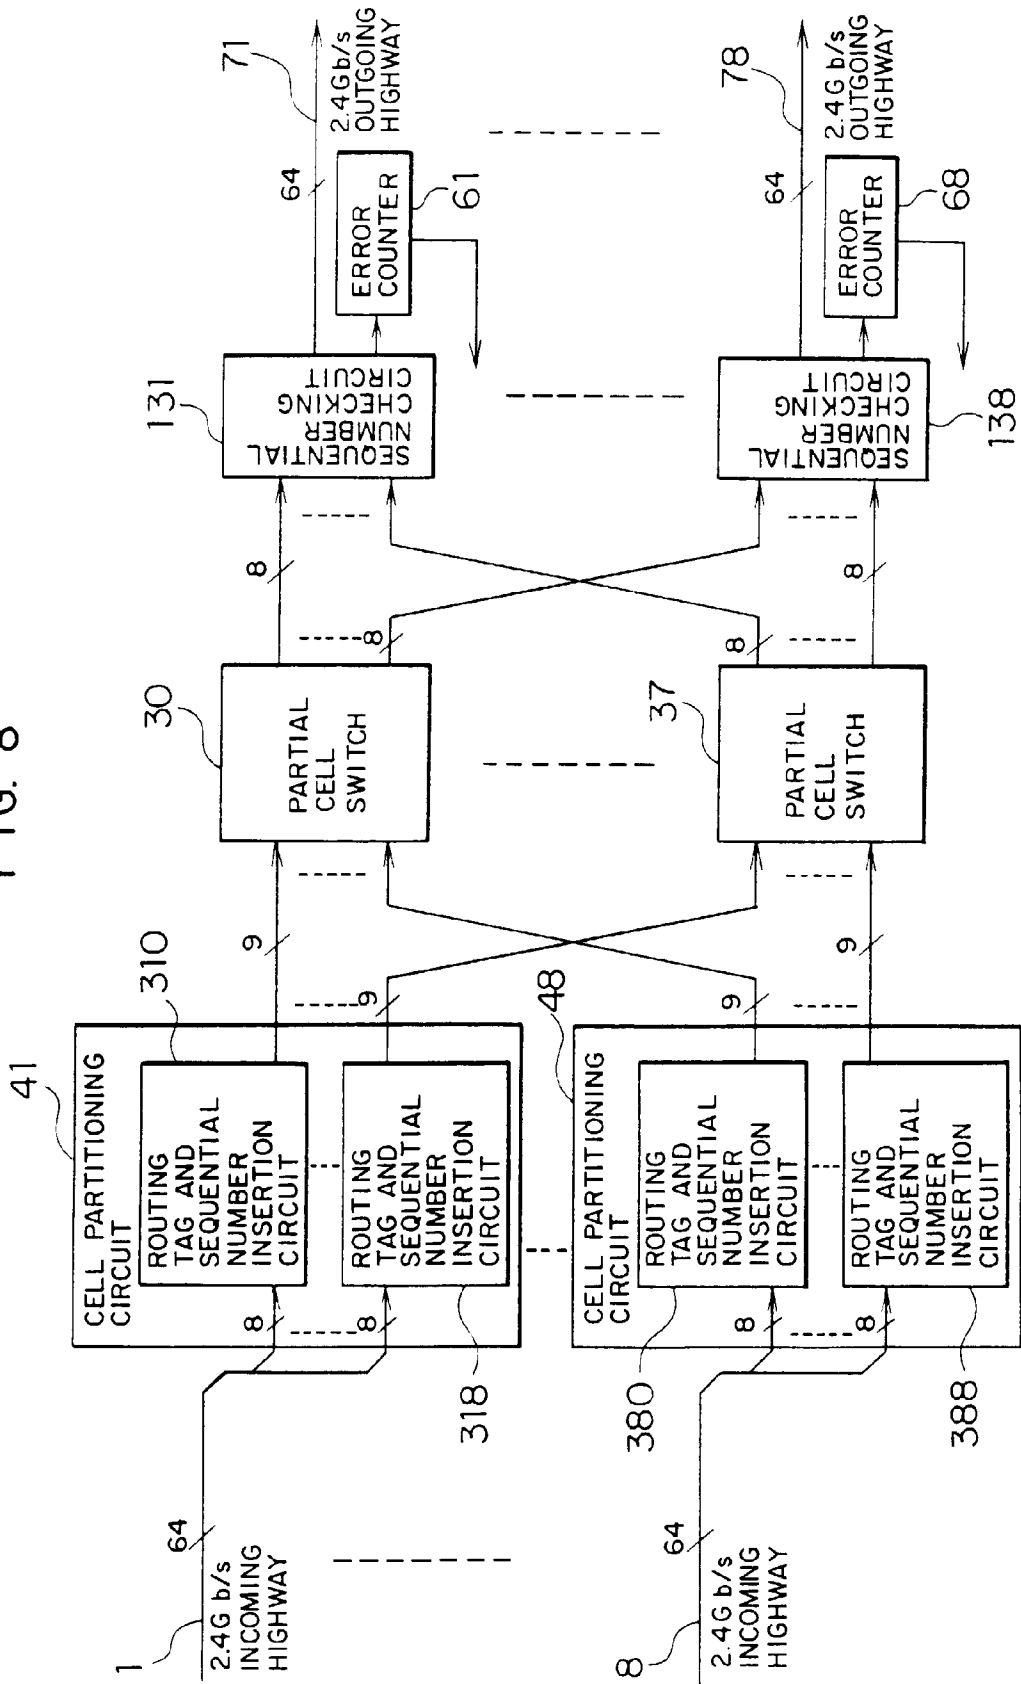 FIG. 8
1
2.4G b/s
INCOMING
HIGHWAY
64
41
CELL PARTITIONING
CIRCUIT
8
8
310
ROUTING
TAG AND
SEQUENTIAL
NUMBER
INSERTION
CIRCUIT
318
ROUTING
TAG AND
SEQUENTIAL
NUMBER
INSERTION
CIRCUIT
9
9
30
PARTIAL
CELL
SWITCH
8
8
131
SEQUENTIAL
NUMBER
CHECKING
CIRCUIT
64
71
2.4G b/s
OUTGOING
HIGHWAY
ERROR
COUNTER
61
8
2.4G b/s
INCOMING
HIGHWAY
64
48
CELL PARTITIONING
CIRCUIT
8
8
380
ROUTING
TAG AND
SEQUENTIAL
NUMBER
INSERTION
CIRCUIT
388
ROUTING
TAG AND
SEQUENTIAL
NUMBER
INSERTION
CIRCUIT
9
9
37
PARTIAL
CELL
SWITCH
8
8
138
SEQUENTIAL
NUMBER
CHECKING
CIRCUIT
64
78
2.4G b/s
OUTGOING
HIGHWAY
ERROR
COUNTER
68